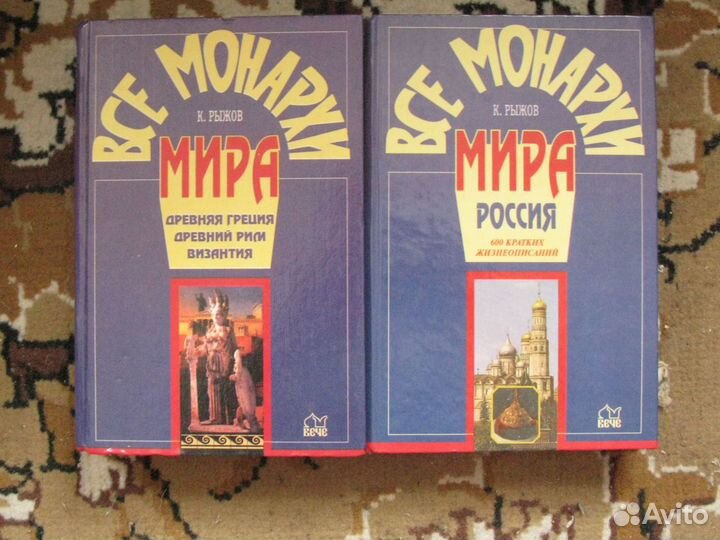 ВСЕ МОНАРХИ
К. РЫЖОВ
МИРА
ДРЕВНЯЯ ГРЕЦИЯ
ДРЕВНИЙ РИМ
ВИЗАНТИЯ
ВЕЧЕ
ВСЕ МОНАРХИ
К. РЫЖОВ
МИРА
РОССИЯ
600 КРАТКИХ
ЖИЗНЕОПИСАНИЙ
ВЕЧЕ
Avito